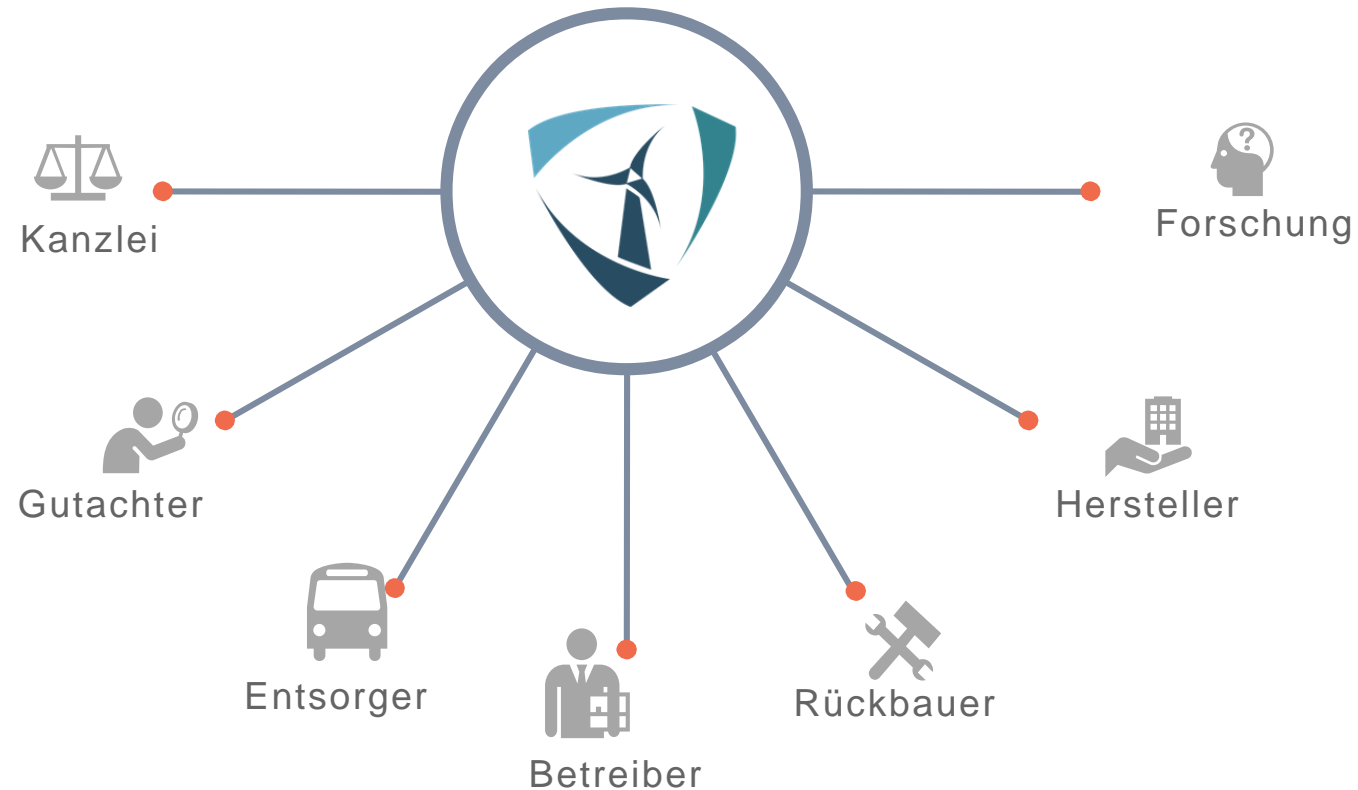 Kanzlei
Forschung
Gutachter
Hersteller
Entsorger
Rückbauer
Betreiber